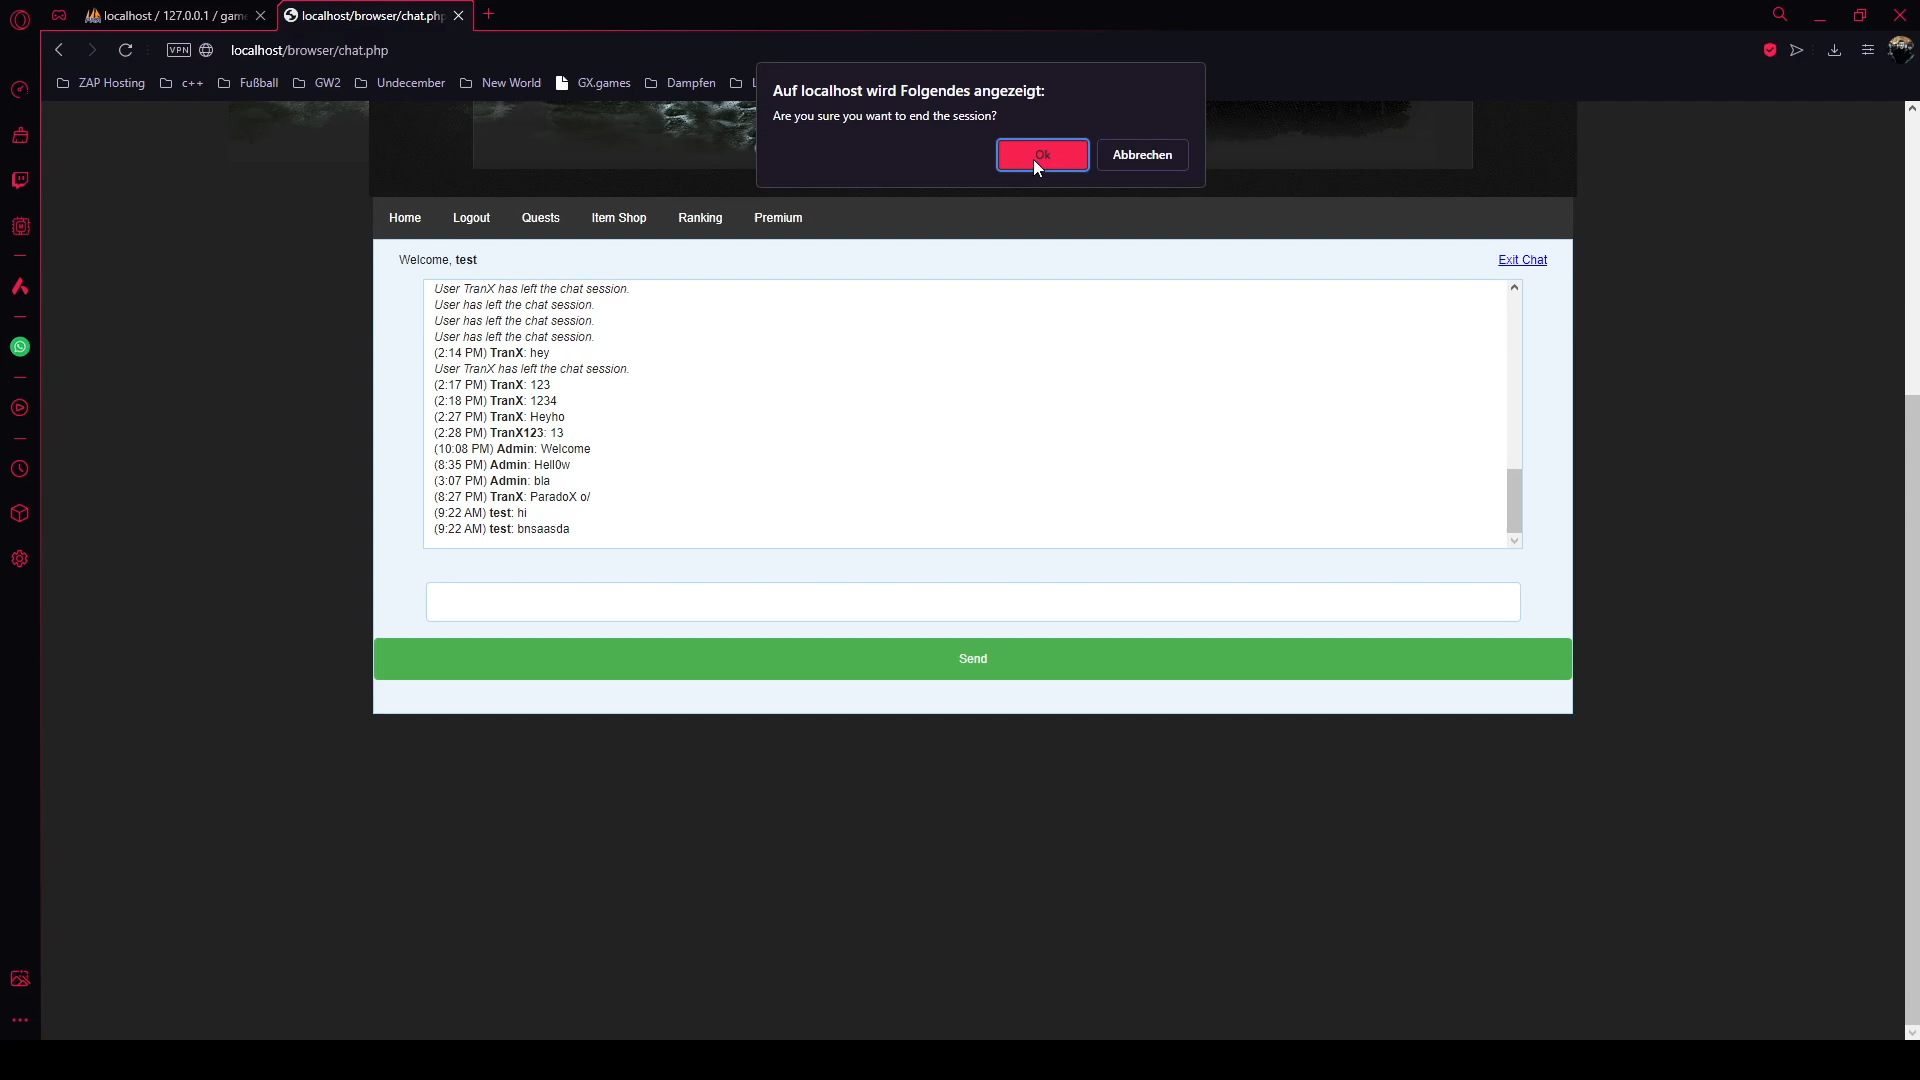 localhost / 127.0.0.1 / game
localhost/browser/chat.php
VPN
localhost/browser/chat.php
ZAP Hosting
c++
Fußball
GW2
Undecember
New World
GX.games
Dampfen
L
Auf localhost wird Folgendes angezeigt:
Are you sure you want to end the session?
Ok
Abbrechen
Home
Logout
Quests
Item Shop
Ranking
Premium
Welcome, test
Exit Chat
User TranX has left the chat session.
User has left the chat session.
User has left the chat session.
User has left the chat session.
(2:14 PM) TranX: hey
User TranX has left the chat session.
(2:17 PM) TranX: 123
(2:18 PM) TranX: 1234
(2:27 PM) TranX: Heyho
(2:28 PM) TranX123: 13
(10:08 PM) Admin: Welcome
(8:35 PM) Admin: Hell0w
(3:07 PM) Admin: bla
(8:27 PM) TranX: ParadoX o/
(9:22 AM) test: hi
(9:22 AM) test: bnsaasda
Send